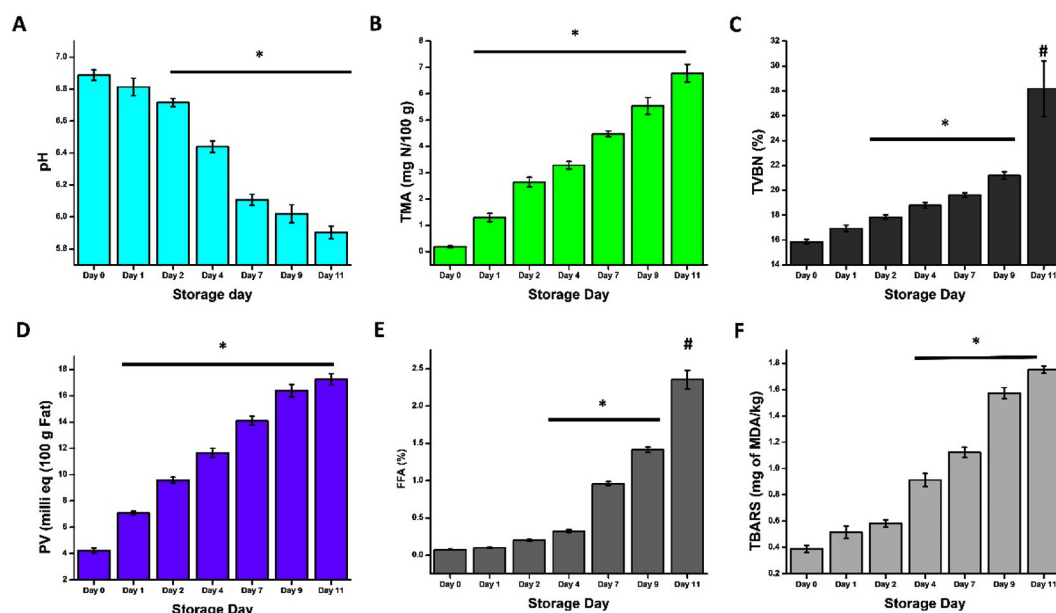 A
*
7.0
6.8
6.6
6.4
6.2
6.0
5.8
pH
Day 0 Day 1 Day 2 Day 4 Day 7 Day 9 Day 11
Storage day
B
*
8
7
6
5
4
3
2
1
0
TMA (mg N/100 g)
Day 0 Day 1 Day 2 Day 4 Day 7 Day 9 Day 11
Storage Day
C
#
*
32
30
28
26
24
22
20
18
16
14
TVBN (%)
Day 0 Day 1 Day 2 Day 4 Day 7 Day 9 Day 11
Storage Day
D
*
18
16
14
12
10
8
6
4
2
PV (milli eq (100 g Fat)
Day 0 Day 1 Day 2 Day 4 Day 7 Day 9 Day 11
Storage Day
E
#
*
2.5
2.0
1.5
1.0
0.5
0.0
FFA (%)
Day 0 Day 1 Day 2 Day 4 Day 7 Day 9 Day 11
Storage Day
F
*
1.8
1.6
1.4
1.2
1.0
0.8
0.6
0.4
0.2
TBARS (mg of MDA/kg)
Day 0 Day 1 Day 2 Day 4 Day 7 Day 9 Day 11
Storage Day